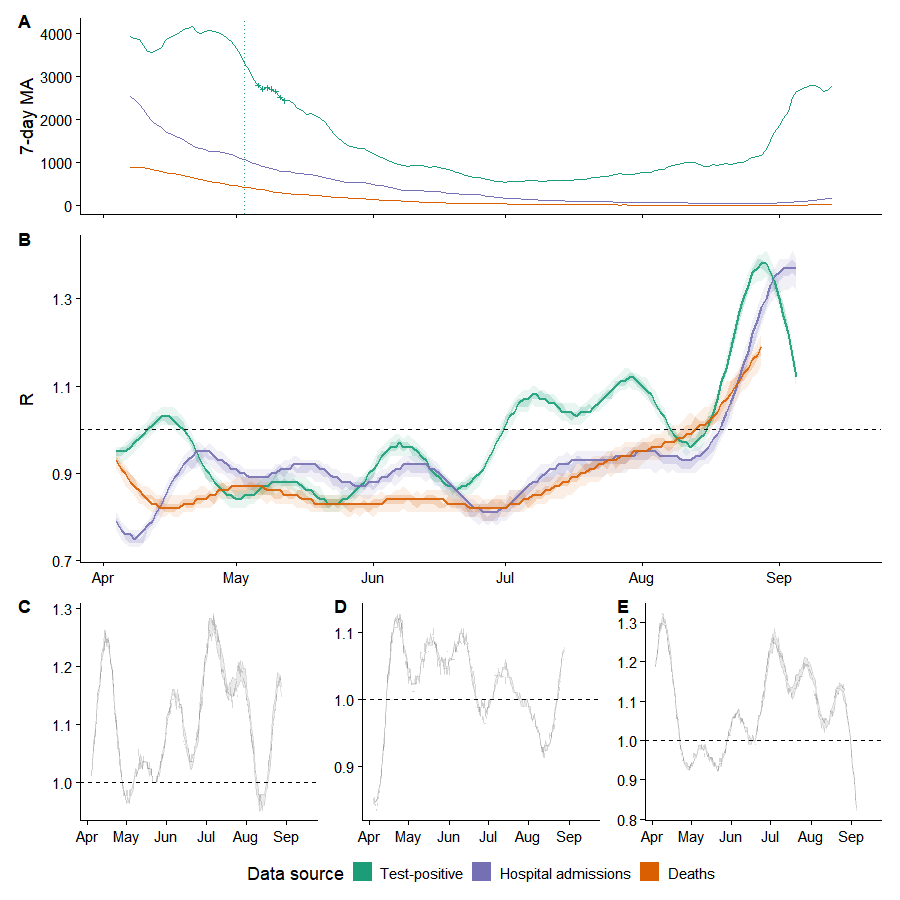 A
7-day MA
4000
3000
2000
1000
0
B
R
1.3
1.1
0.9
0.7
Apr May Jun Jul Aug Sep
C
1.3
1.2
1.1
1.0
Apr May Jun Jul Aug Sep
D
1.1
1.0
0.9
Apr May Jun Jul Aug Sep
E
1.3
1.2
1.1
1.0
0.9
0.8
Apr May Jun Jul Aug Sep
Data source Test-positive Hospital admissions Deaths